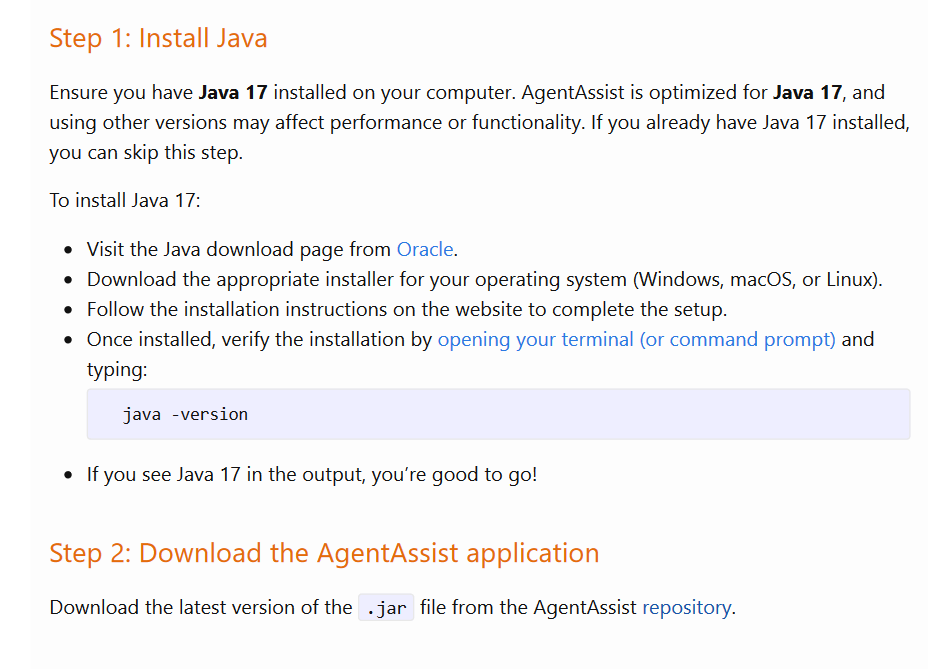 Step 1: Install Java
Ensure you have Java 17 installed on your computer. AgentAssist is optimized for Java 17, and
using other versions may affect performance or functionality. If you already have Java 17 installed,
you can skip this step.
To install Java 17:
• Visit the Java download page from Oracle.
• Download the appropriate installer for your operating system (Windows, macOS, or Linux).
• Follow the installation instructions on the website to complete the setup.
• Once installed, verify the installation by opening your terminal (or command prompt) and
typing:
java -version
• If you see Java 17 in the output, you’re good to go!
Step 2: Download the AgentAssist application
Download the latest version of the .jar file from the AgentAssist repository.